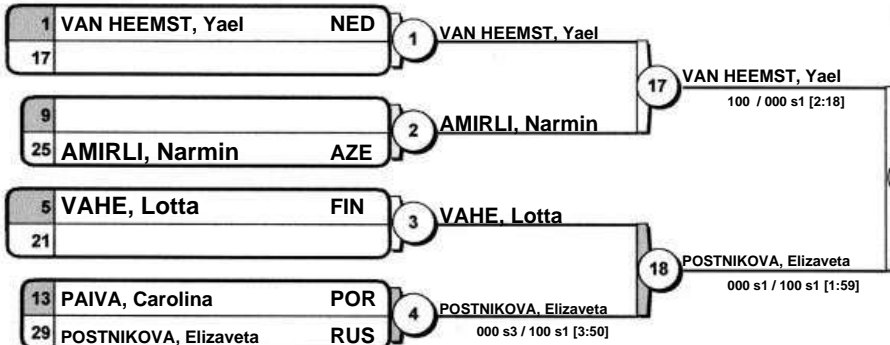 1 VAN HEEMST, Yael NED
17
1 VAN HEEMST, Yael
9
25 AMIRLI, Narmin AZE
2 AMIRLI, Narmin
17 VAN HEEMST, Yael
100 / 000 s1 [2:18]
5 VAHE, Lotta FIN
21
3 VAHE, Lotta
13 PAIVA, Carolina POR
29 POSTNIKOVA, Elizaveta RUS
4 POSTNIKOVA, Elizaveta
000 s3 / 100 s1 [3:50]
18 POSTNIKOVA, Elizaveta
000 s1 / 100 s1 [1:59]